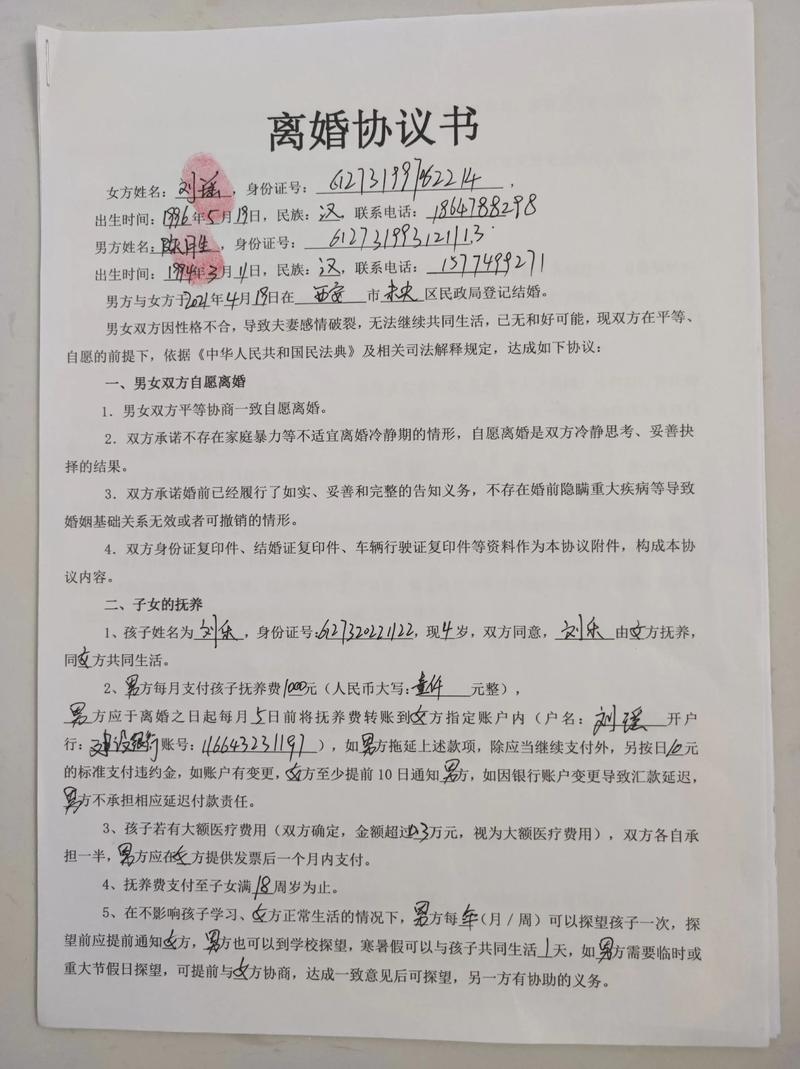 离婚协议书
女方姓名：刘瑶，身份证号：612731199762214，
出生时间：1996年5月19日，民族：汉，联系电话：1864788298
男方姓名：陈月生，身份证号：612731199312111.3
出生时间：1994年3月11日，民族：汉，联系电话：1577499271
男方与女方于2021年4月19日在 西安 市 未央 区民政局登记结婚。
男女双方因性格不合，导致夫妻感情破裂，无法继续共同生活，已无和好可能，现双方在平等、
自愿的前提下，依据《中华人民共和国民法典》及相关司法解释规定，达成如下协议：
一、男女双方自愿离婚
1．男女双方平等协商一致自愿离婚。
2．双方承诺不存在家庭暴力等不适宜离婚冷静期的情形，自愿离婚是双方冷静思考、妥善抉
择的结果。
3．双方承诺婚前已经履行了如实、妥善和完整的告知义务，不存在婚前隐瞒重大疾病等导致
婚姻基础关系无效或者可撤销的情形。
4．双方身份证复印件、结婚证复印件、车辆行驶证复印件等资料作为本协议附件，构成本协
议内容。
二、子女的抚养
1、孩子姓名为 刘乐，身份证号：，现4岁，双方同意，刘乐 由女方抚养，
同女方共同生活。
2、男方每月支付孩子抚养费1000元（人民币大写：壹仟 元整），
男方应于离婚之日起每月5日前将抚养费转账到女方指定账户内（户名：刘瑶 开户
行：建设银行账号：），如男方拖延上述款项，除应当继续支付外，另按日10元
的标准支付违约金，如账户有变更，女方至少提前10日通知男方，如因银行账户变更导致汇款延迟，
男方不承担相应延迟付款责任。
3、孩子若有大额医疗费用（双方确定，金额超过0.3万元，视为大额医疗费用），双方各自承
担一半，男方应在女方提供发票后一个月内支付。
4、抚养费支付至子女满18周岁为止。
5、在不影响孩子学习、女方正常生活的情况下，男方每年（月/周）可以探望孩子一次，探
望前应提前通知女方，男方也可以到学校探望，寒暑假可以与孩子共同生活1天，如男方需要临时或
重大节假日探望，可提前与女方协商，达成一致意见后可探望，另一方有协助的义务。